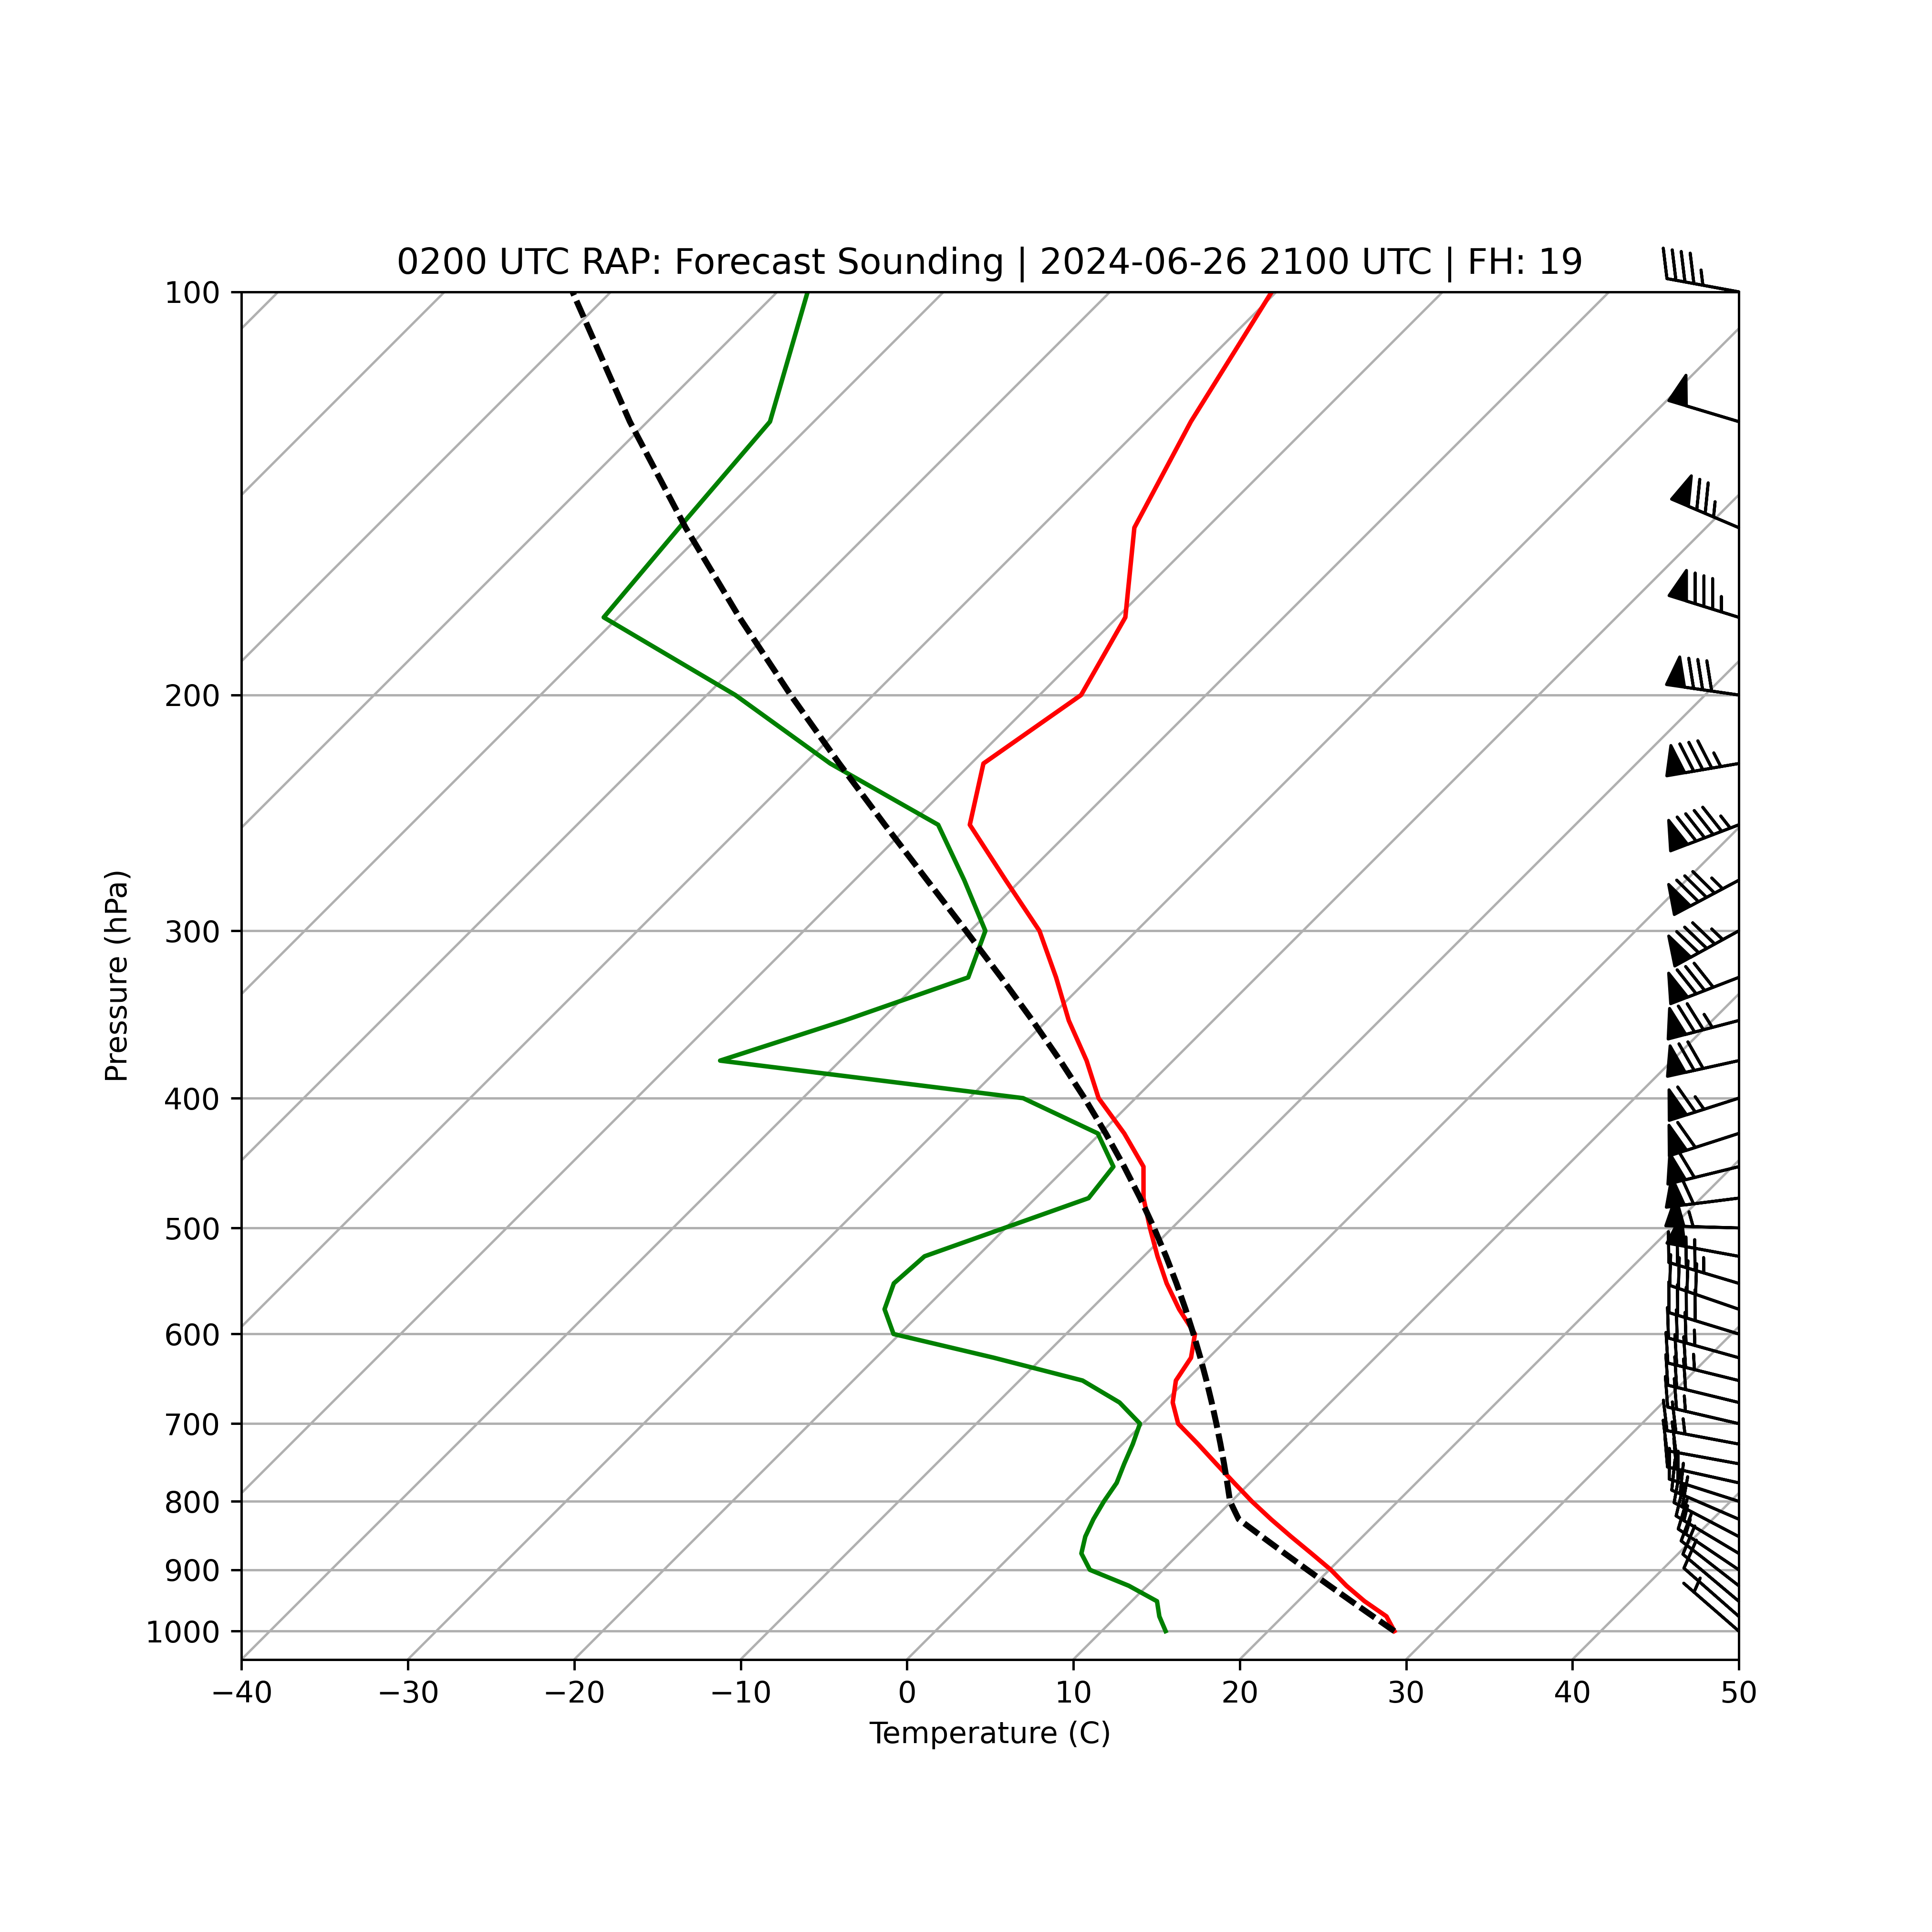 0200 UTC RAP: Forecast Sounding | 2024-06-26 2100 UTC | FH: 19
100
200
300
400
500
600
700
800
900
1000
Pressure (hPa)
−40 −30 −20 −10 0 10 20 30 40 50
Temperature (C)